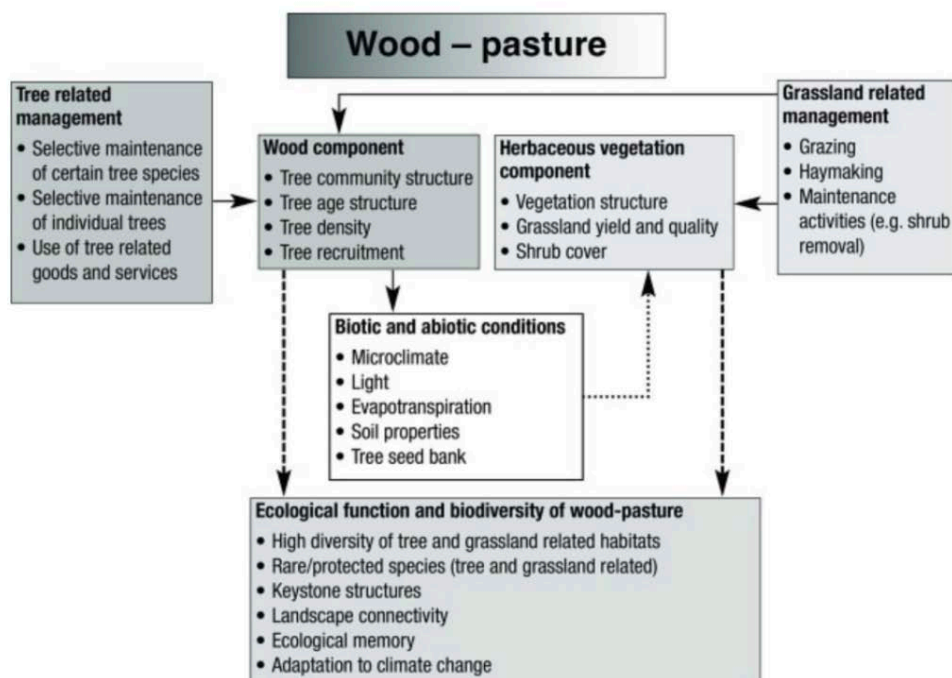 Wood – pasture
Tree related
management
• Selective maintenance
of certain tree species
• Selective maintenance
of individual trees
• Use of tree related
goods and services
Wood component
• Tree community structure
• Tree age structure
• Tree density
• Tree recruitment
Herbaceous vegetation
component
• Vegetation structure
• Grassland yield and quality
• Shrub cover
Grassland related
management
• Grazing
• Haymaking
• Maintenance
activities (e.g. shrub
removal)
Biotic and abiotic conditions
• Microclimate
• Light
• Evapotranspiration
• Soil properties
• Tree seed bank
Ecological function and biodiversity of wood-pasture
• High diversity of tree and grassland related habitats
• Rare/protected species (tree and grassland related)
• Keystone structures
• Landscape connectivity
• Ecological memory
• Adaptation to climate change